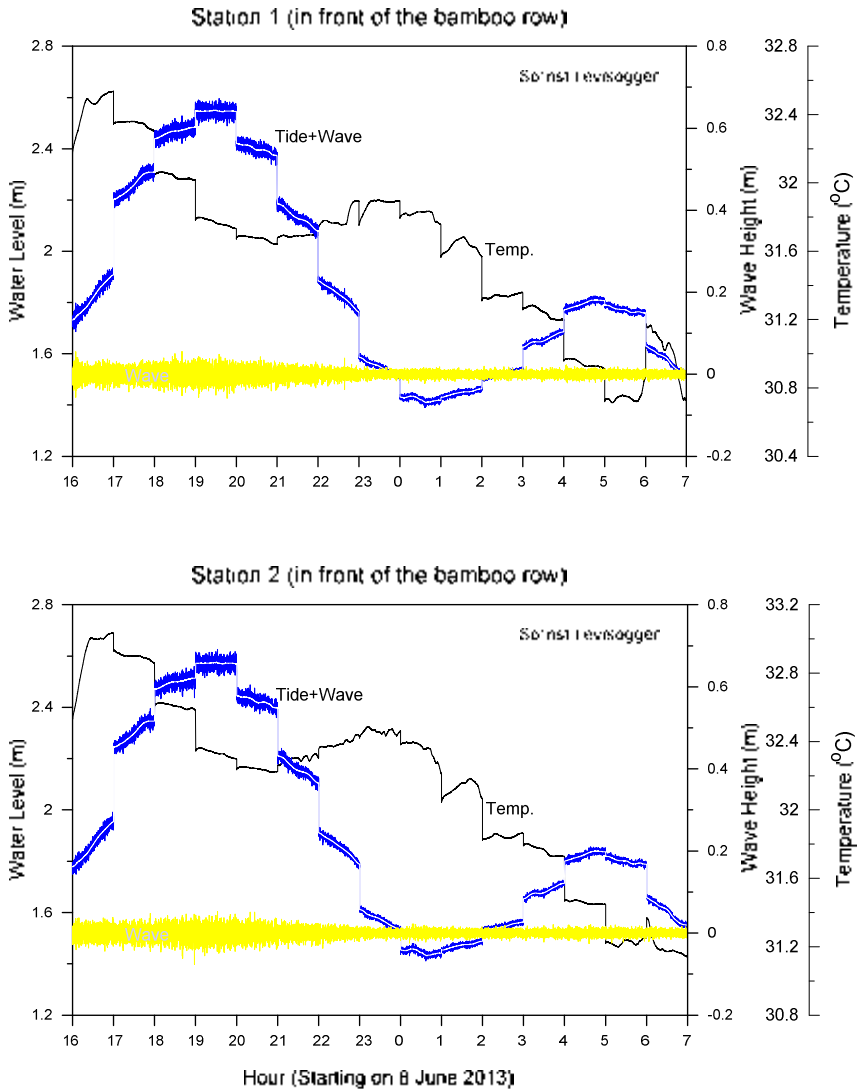 Station 1 (in front of the bamboo row)
Water Level (m)
2.8
2.4
2
1.6
1.2
Tide+Wave
Temp.
Wave
16 17 18 19 20 21 22 23 0 1 2 3 4 5 6 7
0.8
0.6
0.4
0.2
0
-0.2
Wave Height (m)
32.8
32.4
32
31.6
31.2
30.8
30.4
Temperature (°C)
Station 2 (in front of the bamboo row)
Water Level (m)
2.8
2.4
2
1.6
1.2
Tide+Wave
Temp.
Wave
16 17 18 19 20 21 22 23 0 1 2 3 4 5 6 7
0.8
0.6
0.4
0.2
0
-0.2
Wave Height (m)
33.2
32.8
32.4
32
31.6
31.2
30.8
Temperature (°C)
Hour (Starting on 8 June 2013)